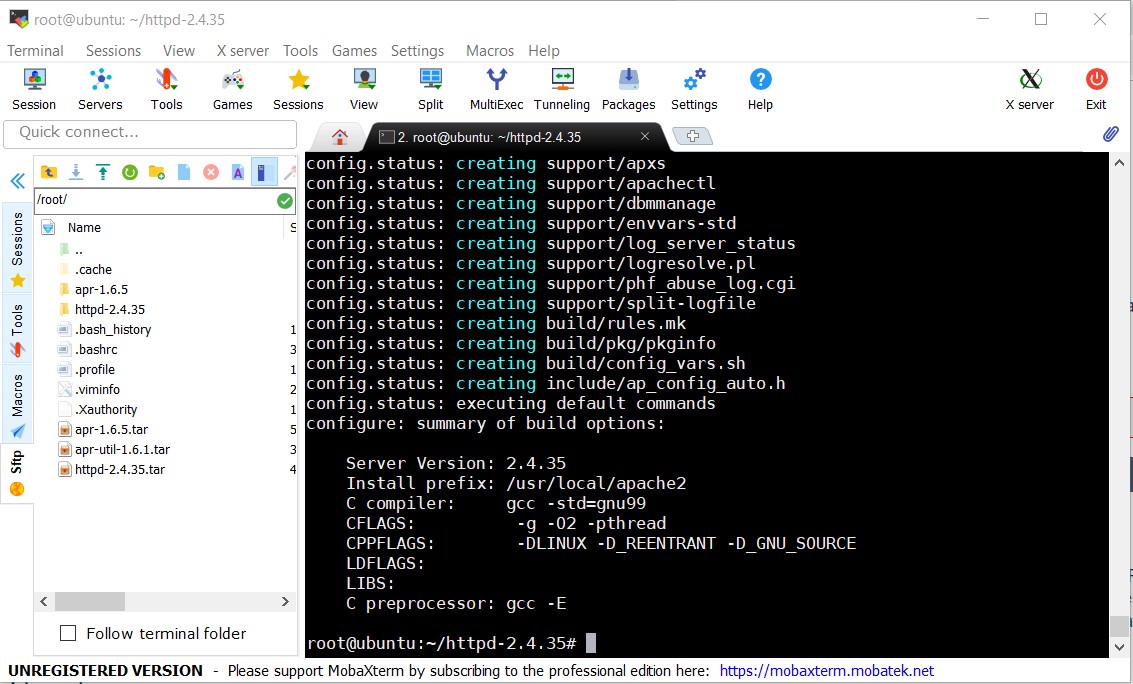 root@ubuntu: ~/httpd-2.4.35
Terminal Sessions View X server Tools Games Settings Macros Help
Session Servers Tools Games Sessions View Split MultiExec Tunneling Packages Settings Help X server Exit
Quick connect...
2. root@ubuntu: ~/httpd-2.4.35
/root/
Name S
..
.cache
apr-1.6.5
httpd-2.4.35
.bash_history 1
.bashrc 3
.profile 1
.viminfo 2
.Xauthority 1
apr-1.6.5.tar 5
apr-util-1.6.1.tar 3
httpd-2.4.35.tar 4
Sessions
Tools
Macros
Sftp
Follow terminal folder
config.status: creating support/apxs
config.status: creating support/apachectl
config.status: creating support/dbmmanage
config.status: creating support/envvars-std
config.status: creating support/log_server_status
config.status: creating support/logresolve.pl
config.status: creating support/phf_abuse_log.cgi
config.status: creating support/split-logfile
config.status: creating build/rules.mk
config.status: creating build/pkg/pkginfo
config.status: creating build/config_vars.sh
config.status: creating include/ap_config_auto.h
config.status: executing default commands
configure: summary of build options:
Server Version: 2.4.35
Install prefix: /usr/local/apache2
C compiler: gcc -std=gnu99
CFLAGS: -g -O2 -pthread
CPPFLAGS: -DLINUX -D_REENTRANT -D_GNU_SOURCE
LDFLAGS:
LIBS:
C preprocessor: gcc -E
root@ubuntu:~/httpd-2.4.35#
UNREGISTERED VERSION - Please support MobaXterm by subscribing to the professional edition here: https://mobaxterm.mobatek.net